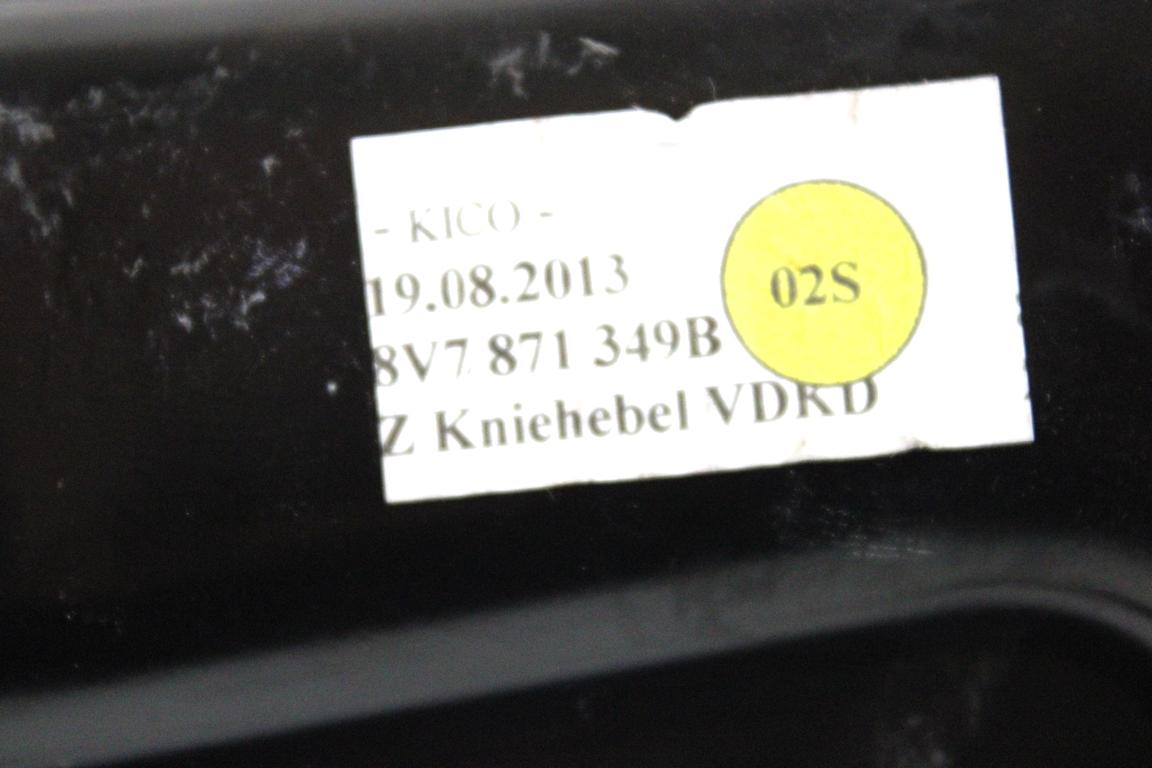 - KICO -
19.08.2013
02S
8V7 871 349B
Z Kniehebel VDKD